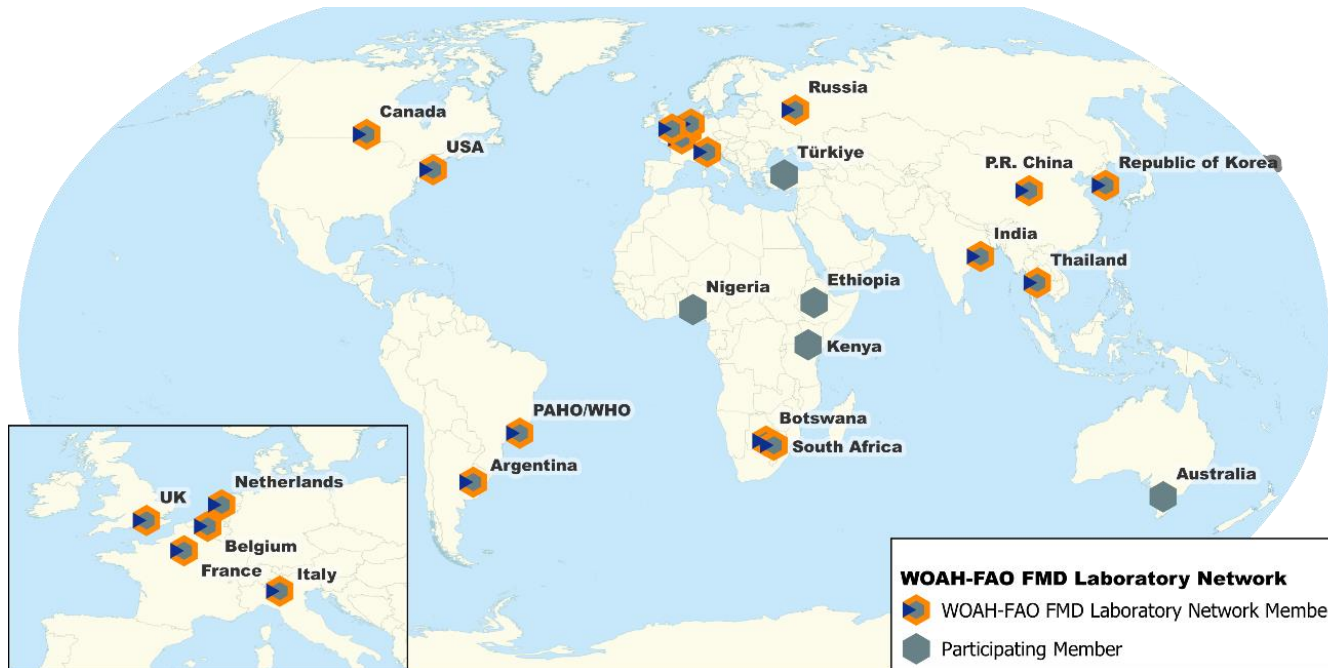 Russia
Canada
USA
Türkiye
P.R. China
Republic of Korea
India
Thailand
Nigeria
Ethiopia
Kenya
PAHO/WHO
Botswana
South Africa
Argentina
Australia
Netherlands
UK
Belgium
France
Italy
WOAH-FAO FMD Laboratory Network
WOAH-FAO FMD Laboratory Network Membe
Participating Member